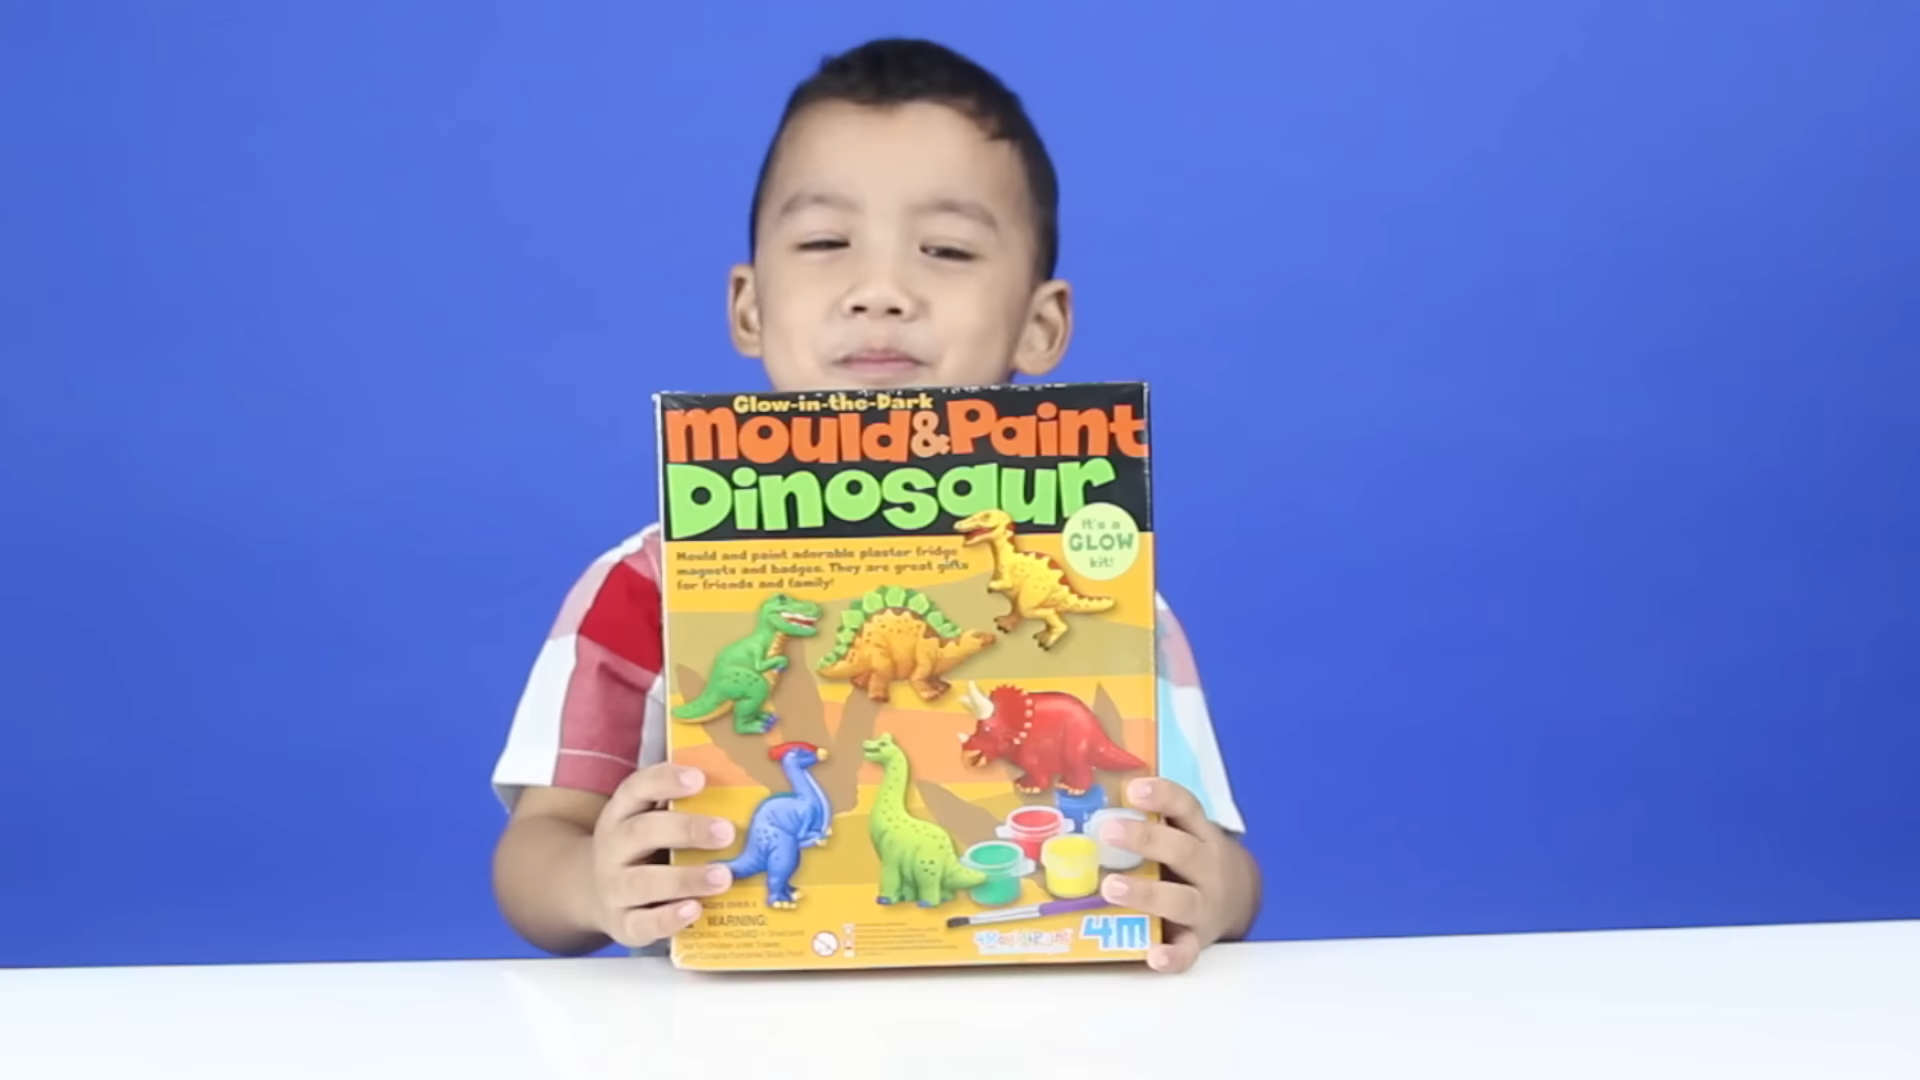 Glow-in-the-Dark
Mould&Paint
Dinosaur
It's a
GLOW
kit!
Mould and paint adorable plaster fridge
magnets and badges. They are great gifts
for friends and family!
WARNING:
4M